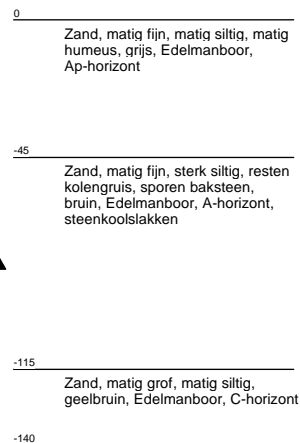 0
Zand, matig fijn, matig siltig, matig
humeus, grijs, Edelmanboor,
Ap-horizont
-45
Zand, matig fijn, sterk siltig, resten
kolengruis, sporen baksteen,
bruin, Edelmanboor, A-horizont,
steenkoolslakken
-115
Zand, matig grof, matig siltig,
geelbruin, Edelmanboor, C-horizont
-140